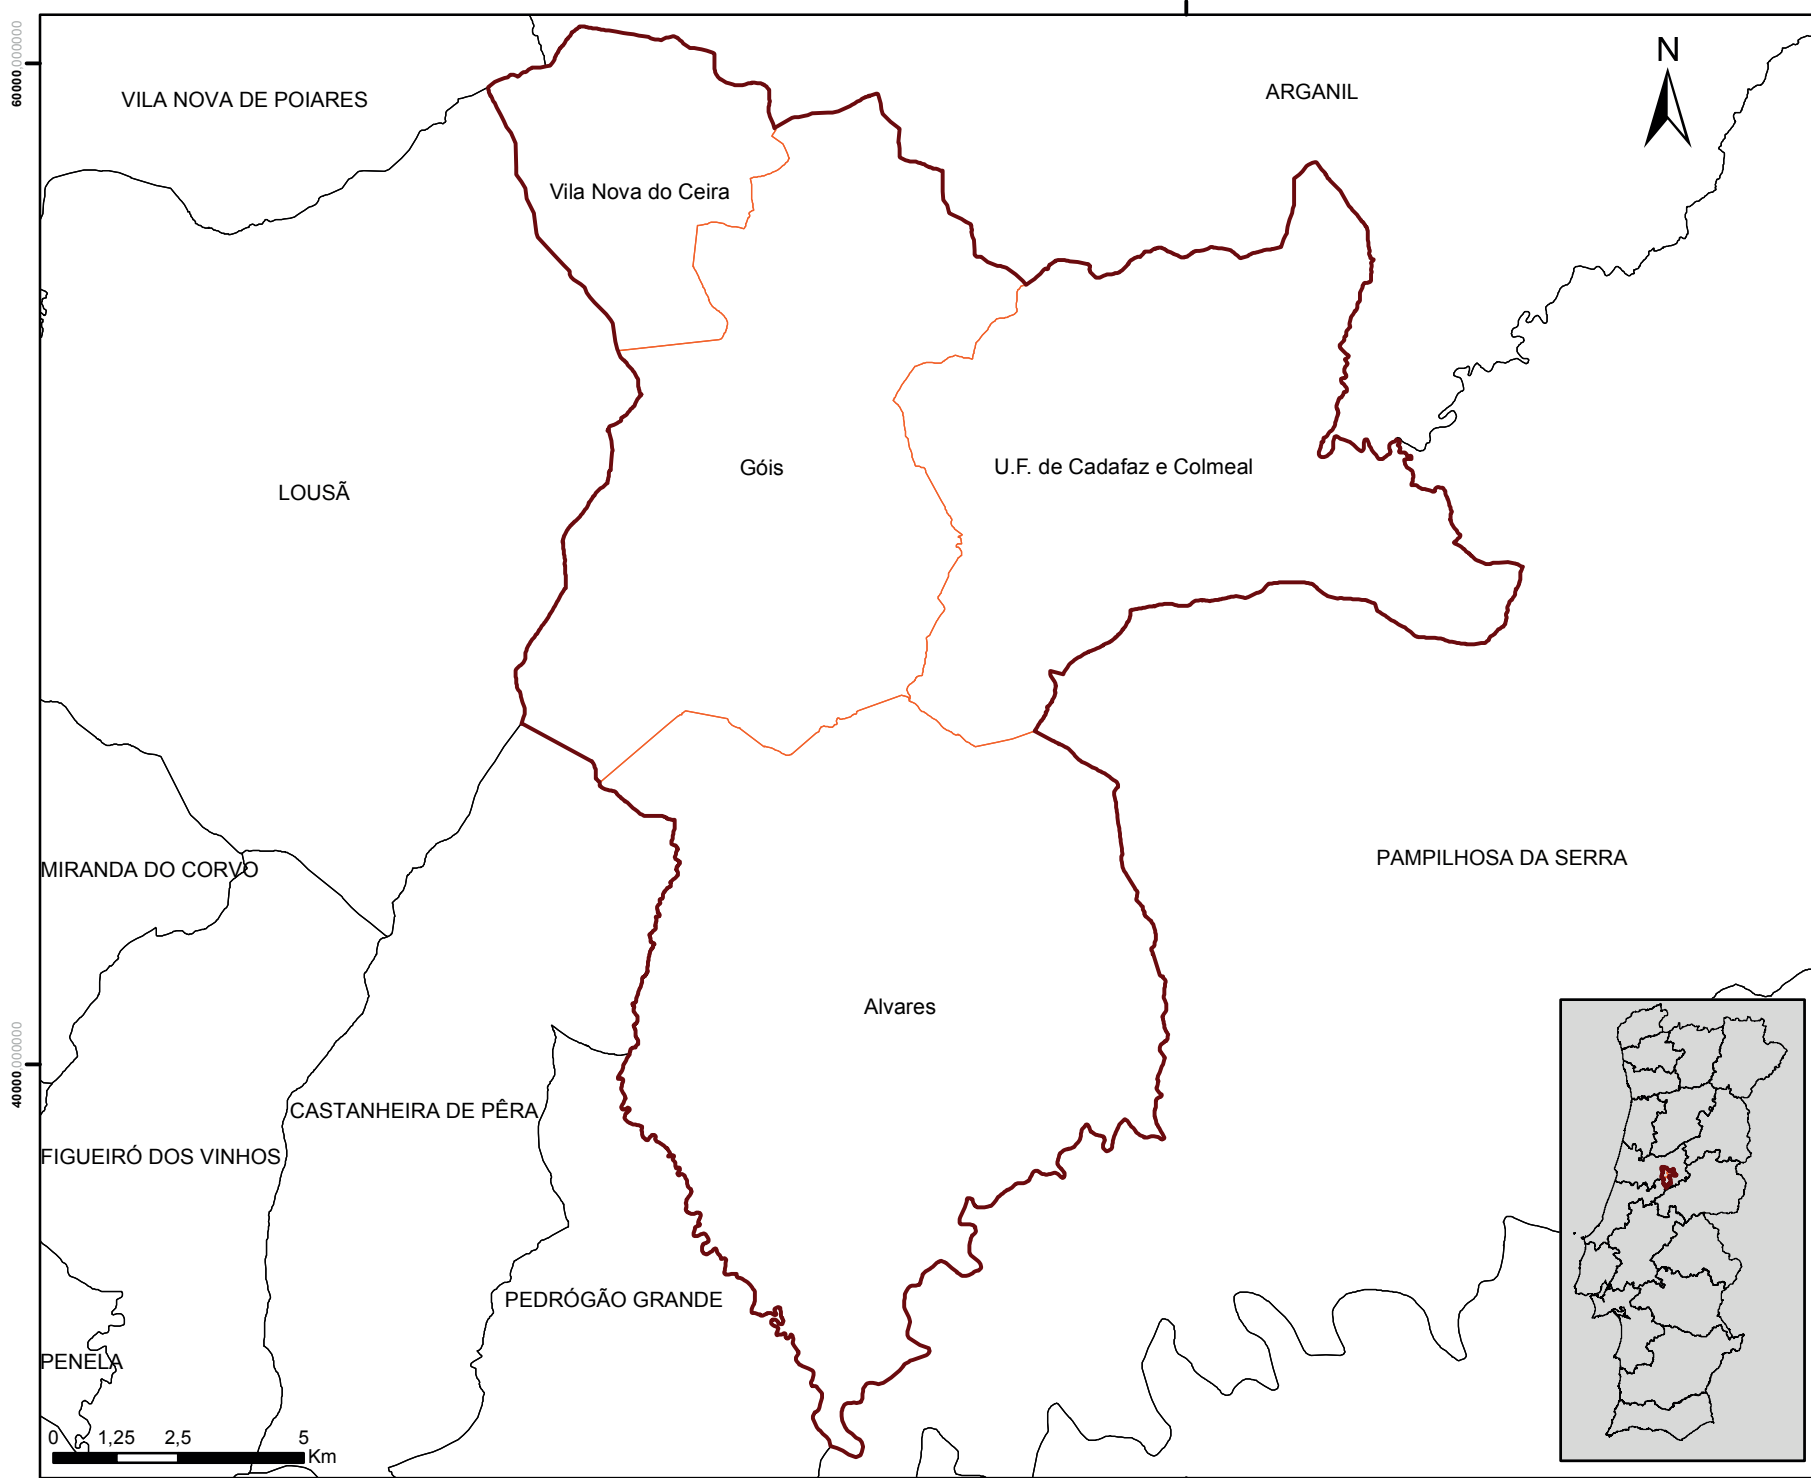 60000,000000
N
ARGANIL
VILA NOVA DE POIARES
Vila Nova do Ceira
Góis
U.F. de Cadafaz e Colmeal
LOUSÃ
PAMPILHOSA DA SERRA
MIRANDA DO CORVO
Alvares
40000,000000
CASTANHEIRA DE PÊRA
FIGUEIRÓ DOS VINHOS
PEDRÓGÃO GRANDE
PENELA
0 1,25 2,5 5
Km